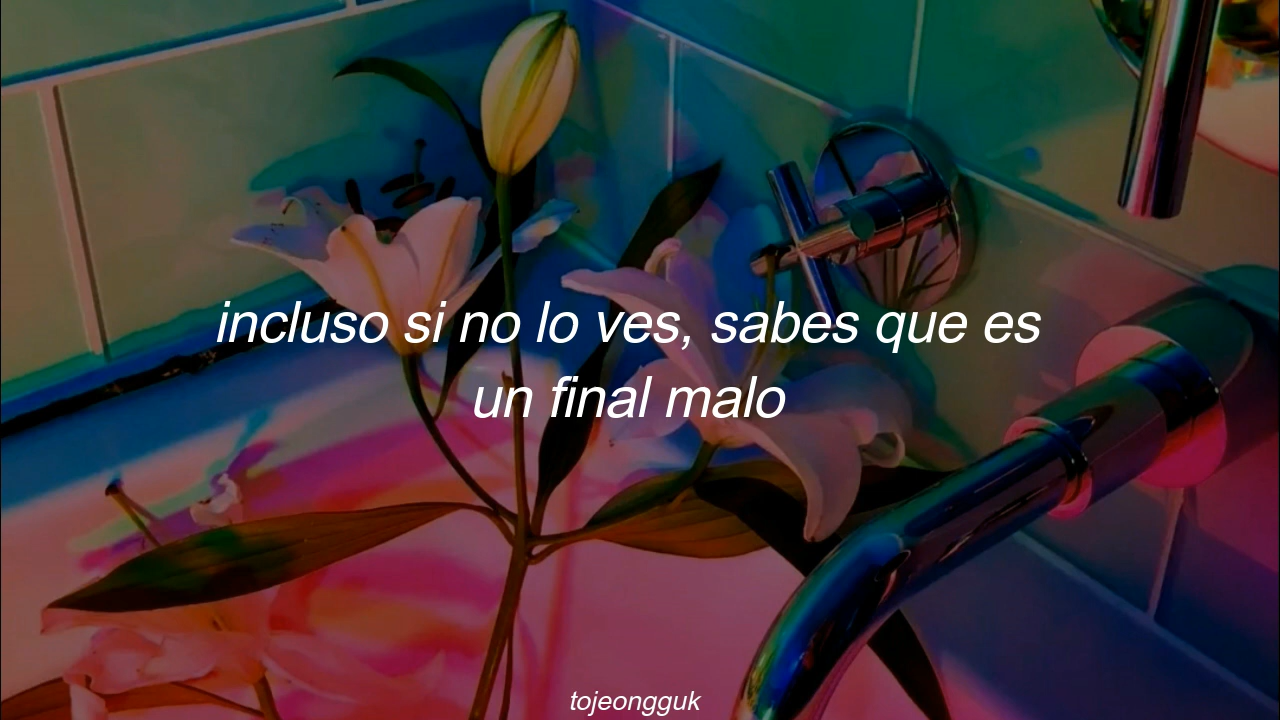 incluso si no lo ves, sabes que es
un final malo
tojeongguk